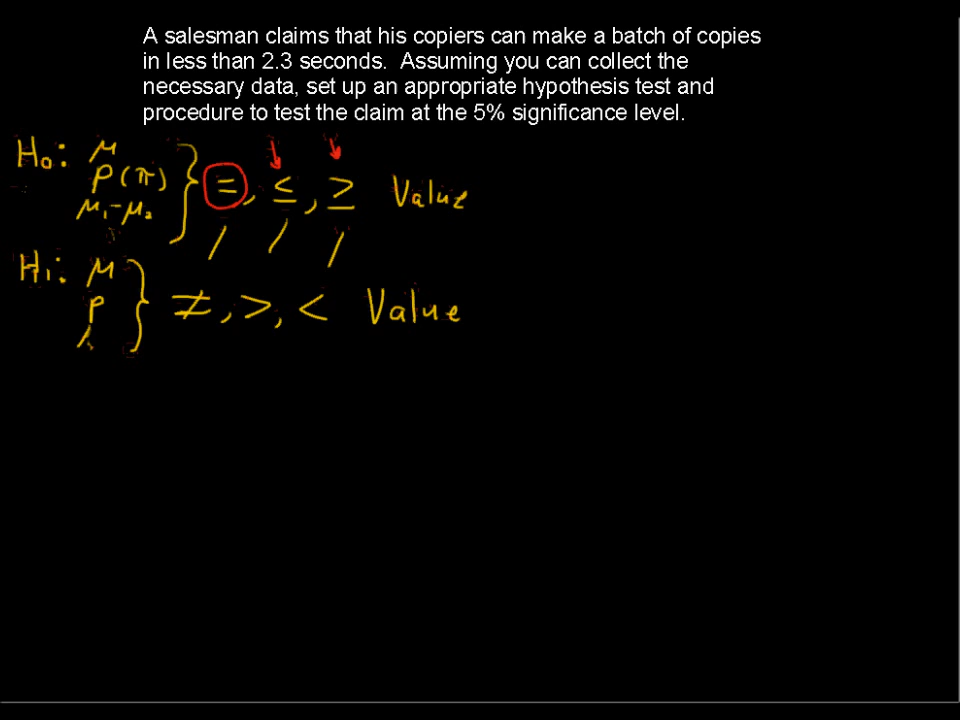 A salesman claims that his copiers can make a batch of copies
in less than 2.3 seconds. Assuming you can collect the
necessary data, set up an appropriate hypothesis test and
procedure to test the claim at the 5% significance level.
H₀: μ
P(π)
μ₁-μ₂
} =, ≤, ≥ Value
H₁: μ
P
} ≠, >, < Value